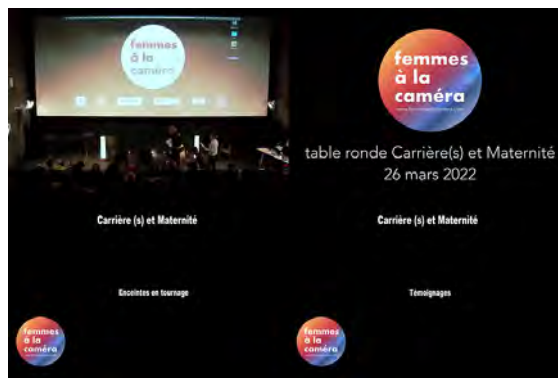 femmes
à la
caméra
femmes
à la
caméra
table ronde Carrière(s) et Maternité
26 mars 2022
Carrière (s) et Maternité
Carrière (s) et Maternité
Enceintes en tournage
Témoignages
femmes
à la
caméra
femmes
à la
caméra